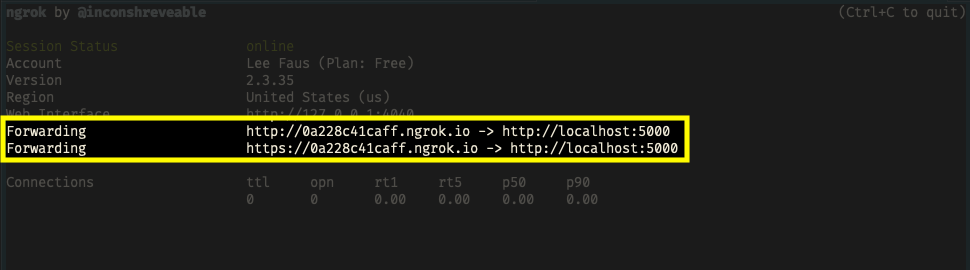 ngrok by @inconshreveable (Ctrl+C to quit)
Session Status online
Account Lee Faus (Plan: Free)
Version 2.3.35
Region United States (us)
Web Interface http://127.0.0.1:4040
Forwarding http://0a228c41caff.ngrok.io -> http://localhost:5000
Forwarding https://0a228c41caff.ngrok.io -> http://localhost:5000
Connections ttl opn rt1 rt5 p50 p90
0 0 0.00 0.00 0.00 0.00